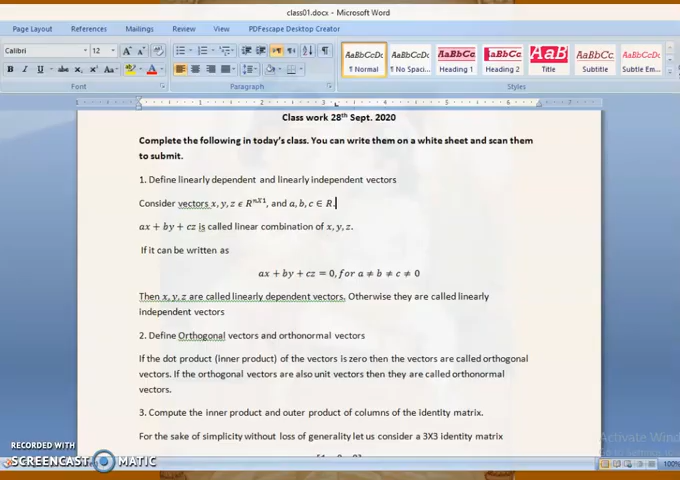 class01.docx - Microsoft Word
Page Layout References Mailings Review View PDFescape Desktop Creator
Calibri 12
Font Paragraph Styles
AaBbCcDc AaBbCcDc AaBbCc AaBbCc AaB AaBbCc AaBbCcDc
¶ Normal ¶ No Spaci... Heading 1 Heading 2 Title Subtitle Subtle Em...
Class work 28th Sept. 2020
Complete the following in today's class. You can write them on a white sheet and scan them
to submit.
1. Define linearly dependent and linearly independent vectors
Consider vectors x, y, z ϵ Rⁿˣ¹, and a, b, c ∈ R.
ax + by + cz is called linear combination of x, y, z.
If it can be written as
ax + by + cz = 0, for a ≠ b ≠ c ≠ 0
Then x, y, z are called linearly dependent vectors. Otherwise they are called linearly
independent vectors
2. Define Orthogonal vectors and orthonormal vectors
If the dot product (inner product) of the vectors is zero then the vectors are called orthogonal
vectors. If the orthogonal vectors are also unit vectors then they are called orthonormal
vectors.
3. Compute the inner product and outer product of columns of the identity matrix.
For the sake of simplicity without loss of generality let us consider a 3X3 identity matrix
Activate Wind
RECORDED WITH
SCREENCAST MATIC
100%